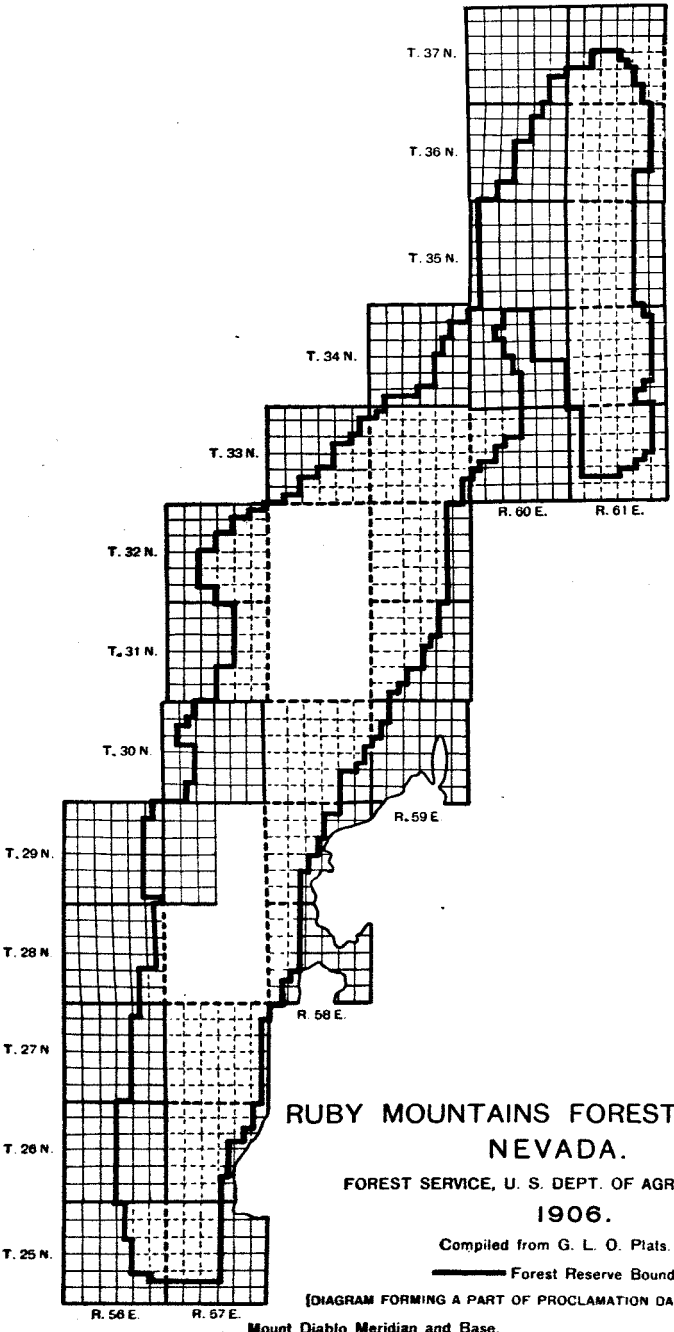 T. 37 N.
T. 36 N.
T. 35 N.
T. 34 N.
T. 33 N.
R. 60 E. R. 61 E.
T. 32 N.
T. 31 N.
T. 30 N.
R. 59 E
T. 29 N.
T. 28 N.
R. 58 E.
T. 27 N
T. 26 N.
T. 25 N.
R. 56 E. R. 57 E.
RUBY MOUNTAINS FOREST
NEVADA.
FOREST SERVICE, U. S. DEPT. OF AGR
1906.
Compiled from G. L. O. Plats.
Forest Reserve Bound
[DIAGRAM FORMING A PART OF PROCLAMATION DA
Mount Diablo Meridian and Base.